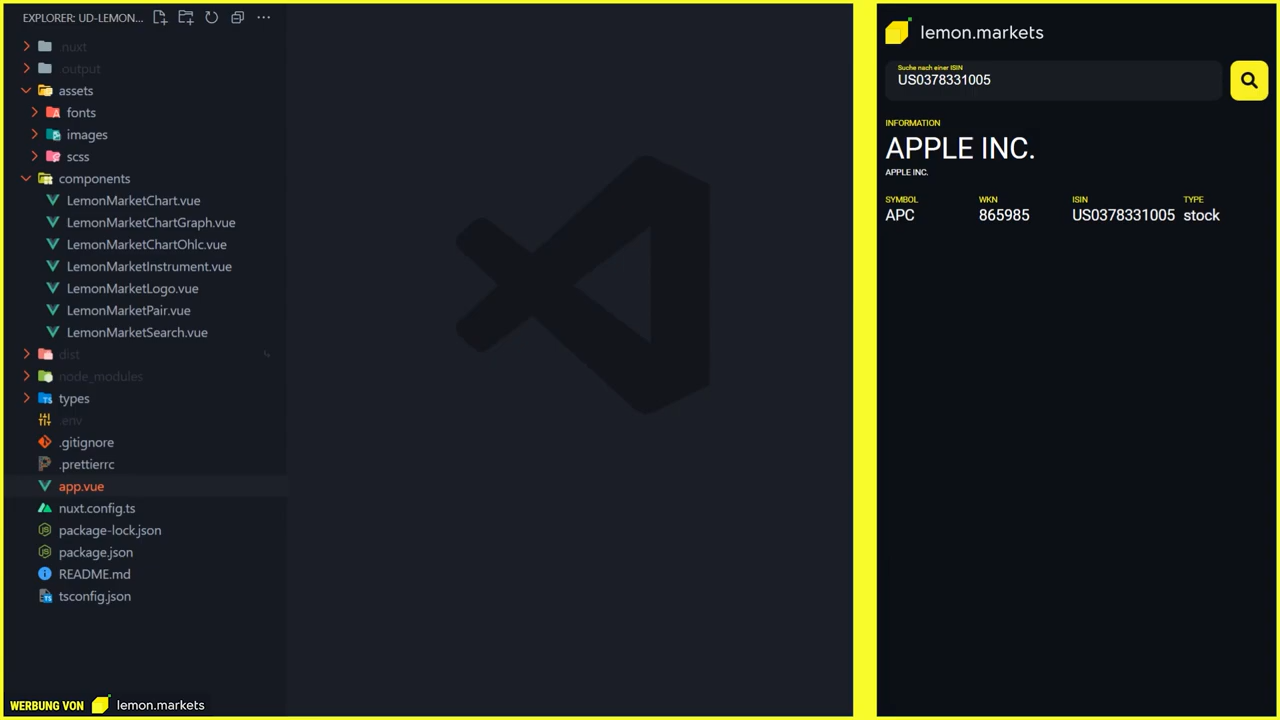 EXPLORER: UD-LEMON...
.nuxt
.output
assets
fonts
images
scss
components
LemonMarketChart.vue
LemonMarketChartGraph.vue
LemonMarketChartOhlc.vue
LemonMarketInstrument.vue
LemonMarketLogo.vue
LemonMarketPair.vue
LemonMarketSearch.vue
dist
node_modules
types
.env
.gitignore
.prettierrc
app.vue
nuxt.config.ts
package-lock.json
package.json
README.md
tsconfig.json
WERBUNG VON lemon.markets
lemon.markets
Suche nach einer ISIN
US0378331005
INFORMATION
APPLE INC.
APPLE INC.
SYMBOL WKN ISIN TYPE
APC 865985 US0378331005 stock